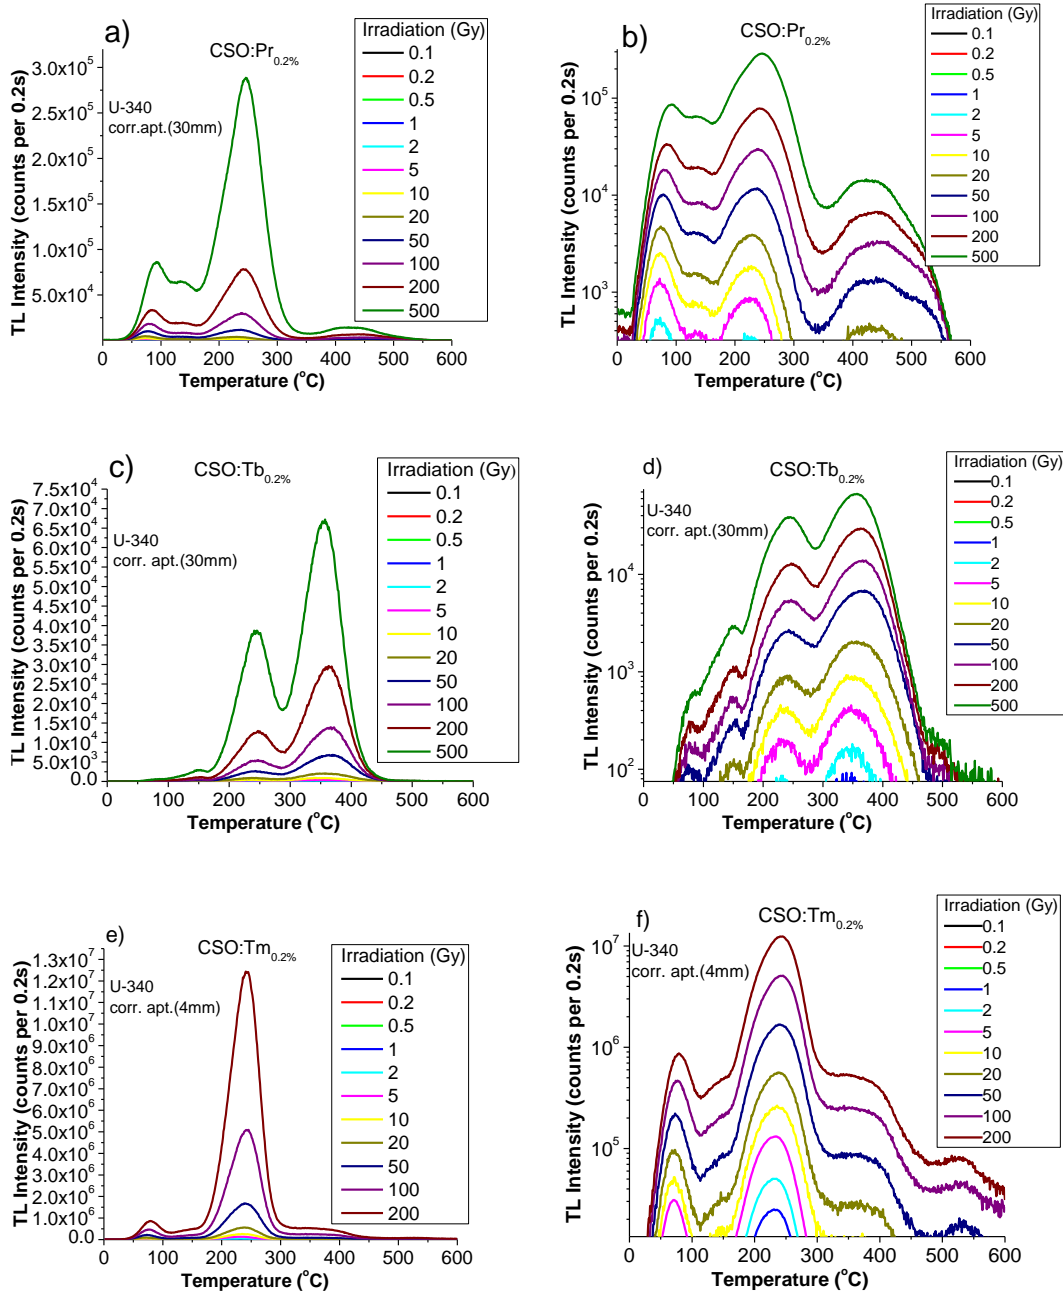 a)
CSO:Pr0.2%
Irradiation (Gy)
0.1
0.2
0.5
1
2
5
10
20
50
100
200
500
U-340
corr.apt.(30mm)
3.0x10^5
2.5x10^5
2.0x10^5
1.5x10^5
1.0x10^5
5.0x10^4
TL Intensity (counts per 0.2s)
0 100 200 300 400 500 600
Temperature (°C)
b)
CSO:Pr0.2%
Irradiation (Gy)
0.1
0.2
0.5
1
2
5
10
20
50
100
200
500
10^5
10^4
10^3
TL Intensity (counts per 0.2s)
0 100 200 300 400 500 600
Temperature (°C)
c)
CSO:Tb0.2%
Irradiation (Gy)
0.1
0.2
0.5
1
2
5
10
20
50
100
200
500
U-340
corr. apt.(30mm)
7.5x10^4
7.0x10^4
6.5x10^4
6.0x10^4
5.5x10^4
5.0x10^4
4.5x10^4
4.0x10^4
3.5x10^4
3.0x10^4
2.5x10^4
2.0x10^4
1.5x10^4
1.0x10^4
5.0x10^3
0.0
TL Intensity (counts per 0.2s)
0 100 200 300 400 500 600
Temperature (°C)
d)
CSO:Tb0.2%
Irradiation (Gy)
0.1
0.2
0.5
1
2
5
10
20
50
100
200
500
U-340
corr. apt.(30mm)
10^4
10^3
10^2
TL Intensity (counts per 0.2s)
0 100 200 300 400 500 600
Temperature (°C)
e)
CSO:Tm0.2%
Irradiation (Gy)
0.1
0.2
0.5
1
2
5
10
20
50
100
200
U-340
corr. apt.(4mm)
1.3x10^7
1.2x10^7
1.1x10^7
1.0x10^7
9.0x10^6
8.0x10^6
7.0x10^6
6.0x10^6
5.0x10^6
4.0x10^6
3.0x10^6
2.0x10^6
1.0x10^6
0.0
TL Intensity (counts per 0.2s)
0 100 200 300 400 500 600
Temperature (°C)
f)
CSO:Tm0.2%
Irradiation (Gy)
0.1
0.2
0.5
1
2
5
10
20
50
100
200
U-340
corr. apt.(4mm)
10^7
10^6
10^5
TL Intensity (counts per 0.2s)
0 100 200 300 400 500 600
Temperature (°C)